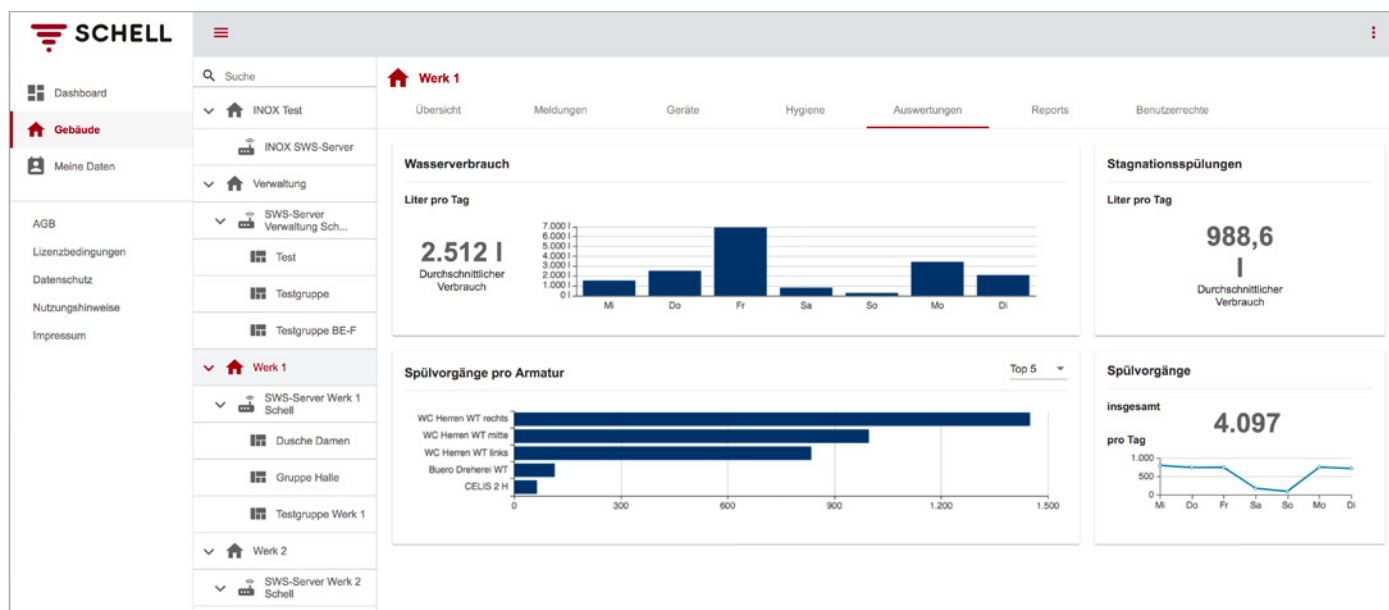 SCHELL
Dashboard
Gebäude
Meine Daten
AGB
Lizenzbedingungen
Datenschutz
Nutzungshinweise
Impressum
Suche
INOX Test
INOX SWS-Server
Verwaltung
SWS-Server
Verwaltung Sch...
Test
Testgruppe
Testgruppe BE-F
Werk 1
SWS-Server Werk 1
Schell
Dusche Damen
Gruppe Halle
Testgruppe Werk 1
Werk 2
SWS-Server Werk 2
Schell
Werk 1
Übersicht Meldungen Geräte Hygiene Auswertungen Reports Benutzerrechte
Wasserverbrauch
Liter pro Tag
2.512 l
Durchschnittlicher
Verbrauch
7.000 l
6.000 l
5.000 l
4.000 l
3.000 l
2.000 l
1.000 l
0 l
Mi Do Fr Sa So Mo Di
Stagnationsspülungen
Liter pro Tag
988,6
l
Durchschnittlicher
Verbrauch
Spülvorgänge pro Armatur Top 5
WC Herren WT rechts
WC Herren WT mitte
WC Herren WT links
Buero Dreherei WT
CELIS 2 H
0 300 600 900 1.200 1.500
Spülvorgänge
insgesamt
4.097
pro Tag
1.000
500
0
Mi Do Fr Sa So Mo Di